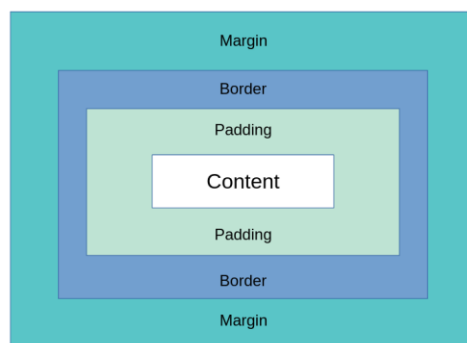 Margin
Border
Padding
Content
Padding
Border
Margin